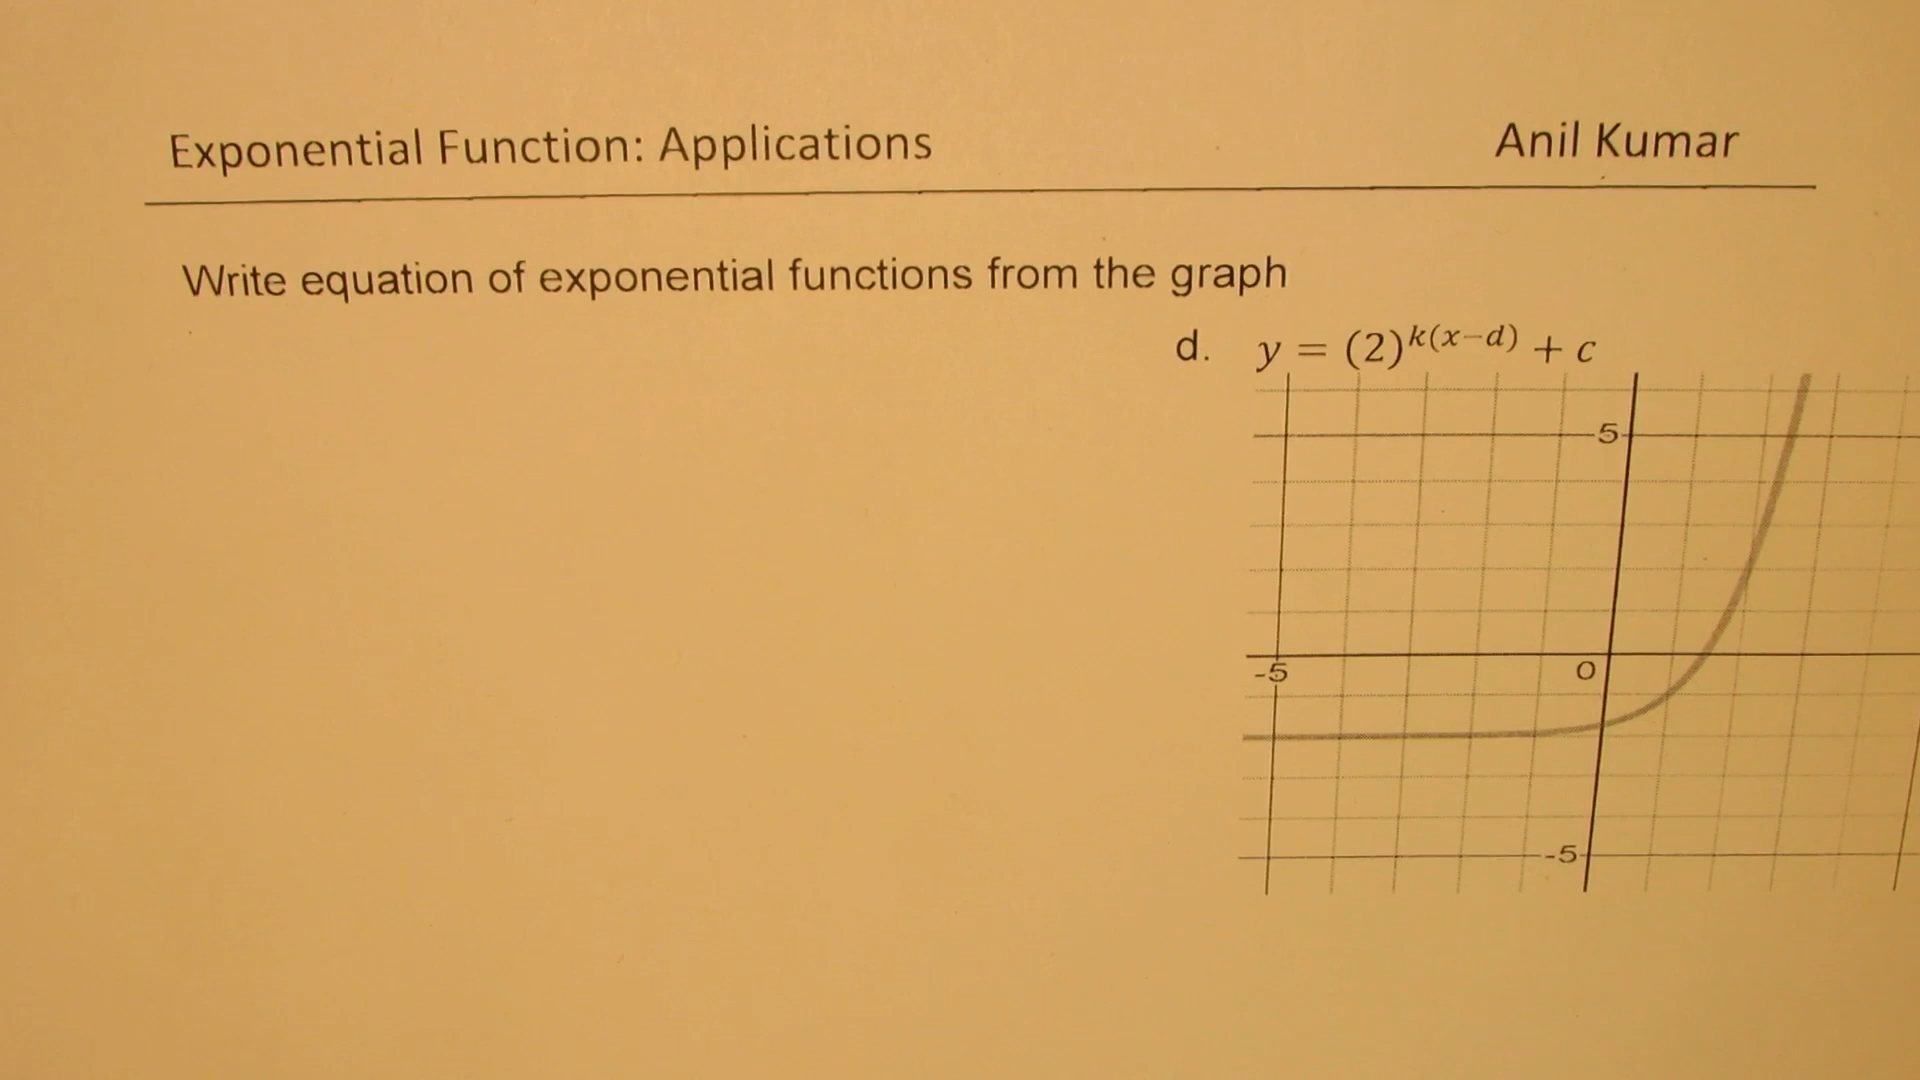 Exponential Function: Applications Anil Kumar
Write equation of exponential functions from the graph
d. y = (2)^{k(x-d)} + c
5
-5 0
-5